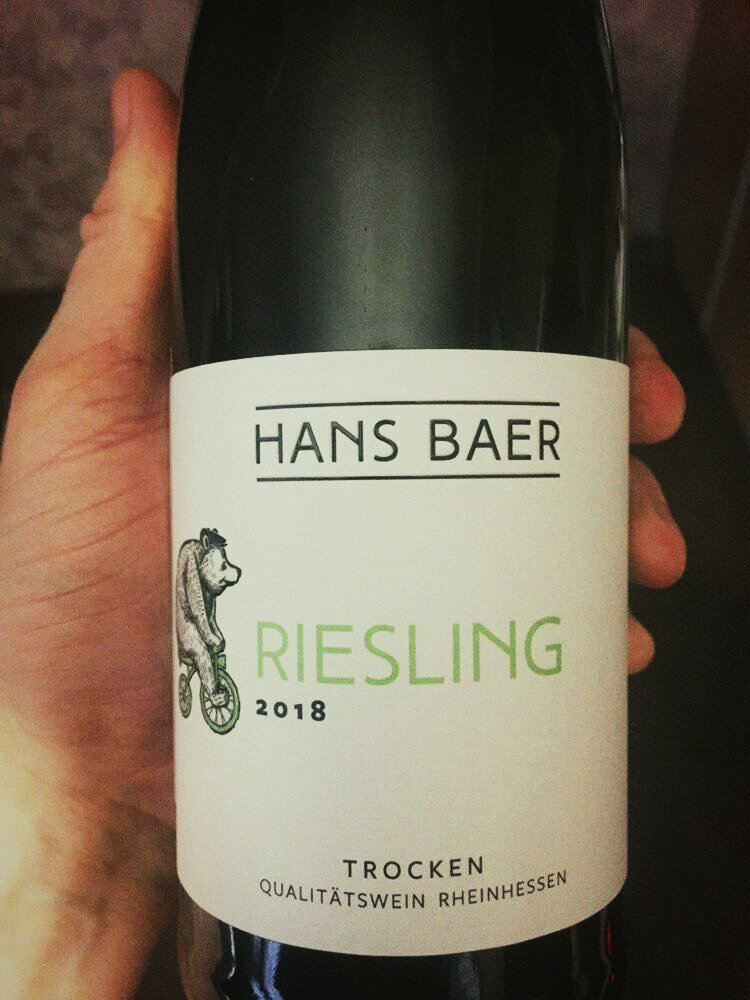 HANS BAER
RIESLING
2018
TROCKEN
QUALITÄTSWEIN RHEINHESSEN